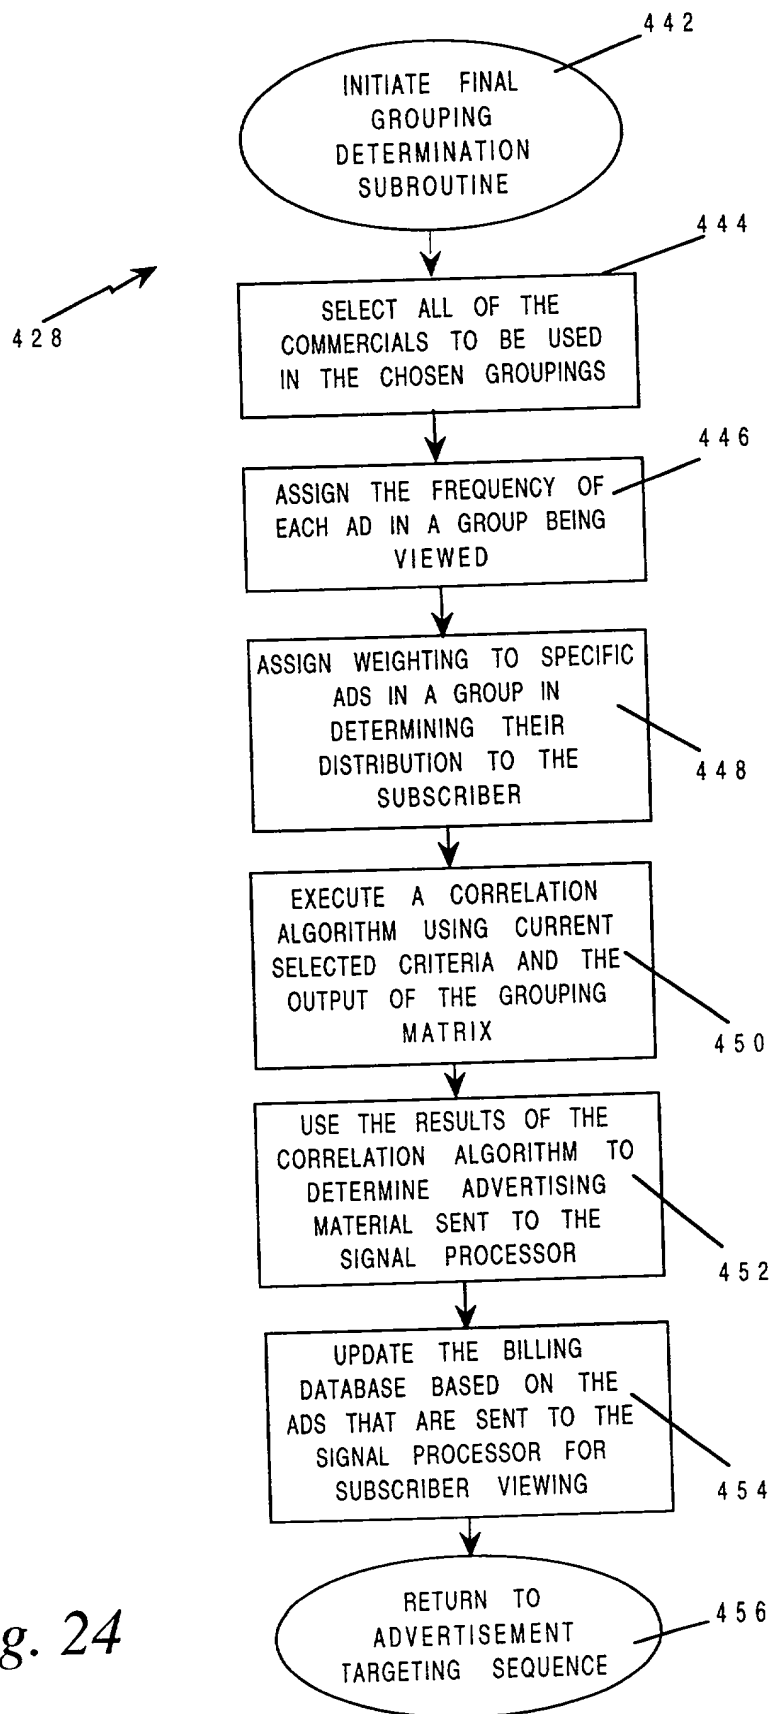 442
INITIATE FINAL
GROUPING
DETERMINATION
SUBROUTINE
444
428
SELECT ALL OF THE
COMMERCIALS TO BE USED
IN THE CHOSEN GROUPINGS
446
ASSIGN THE FREQUENCY OF
EACH AD IN A GROUP BEING
VIEWED
ASSIGN WEIGHTING TO SPECIFIC
ADS IN A GROUP IN
DETERMINING THEIR
DISTRIBUTION TO THE
SUBSCRIBER
448
EXECUTE A CORRELATION
ALGORITHM USING CURRENT
SELECTED CRITERIA AND THE
OUTPUT OF THE GROUPING
MATRIX
450
USE THE RESULTS OF THE
CORRELATION ALGORITHM TO
DETERMINE ADVERTISING
MATERIAL SENT TO THE
SIGNAL PROCESSOR
452
UPDATE THE BILLING
DATABASE BASED ON THE
ADS THAT ARE SENT TO THE
SIGNAL PROCESSOR FOR
SUBSCRIBER VIEWING
454
RETURN TO
ADVERTISEMENT
TARGETING SEQUENCE
456
g. 24